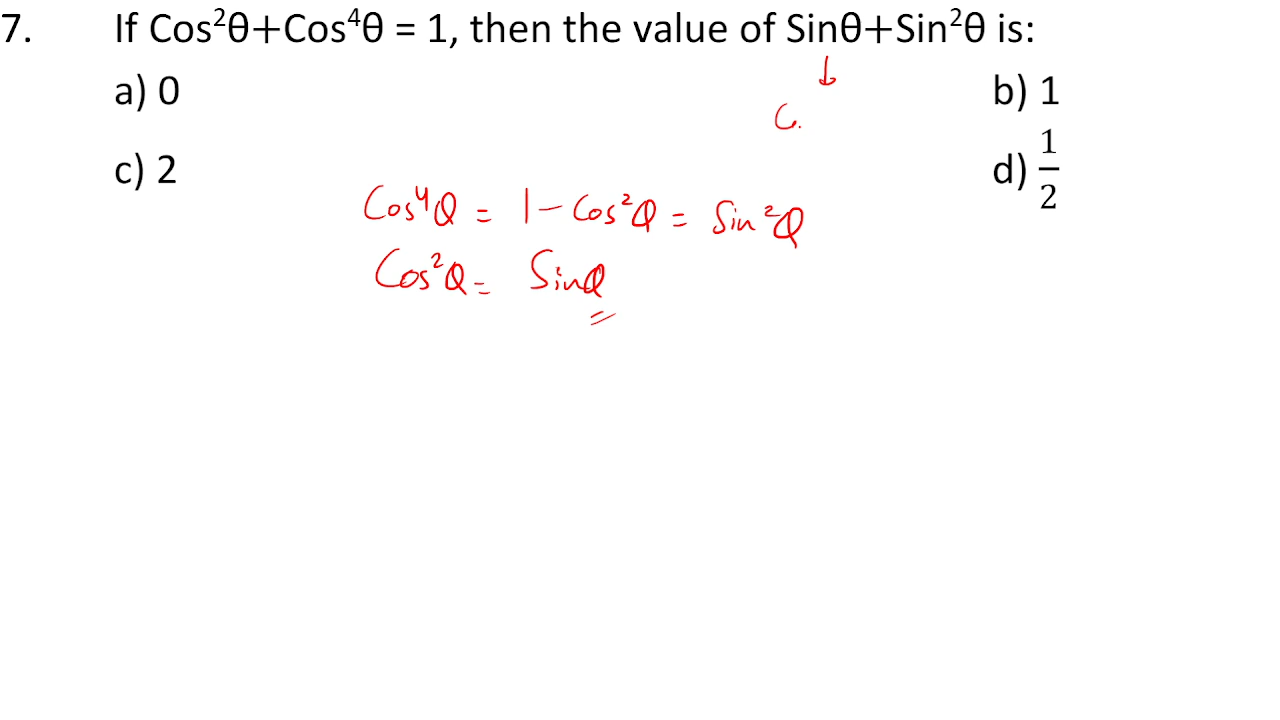 7. If Cos²θ+Cos⁴θ = 1, then the value of Sinθ+Sin²θ is:
a) 0 b) 1
↓
C.
c) 2 d) 1/2
Cos⁴θ = 1 - Cos²θ = Sin²θ
Cos²θ = Sinθ